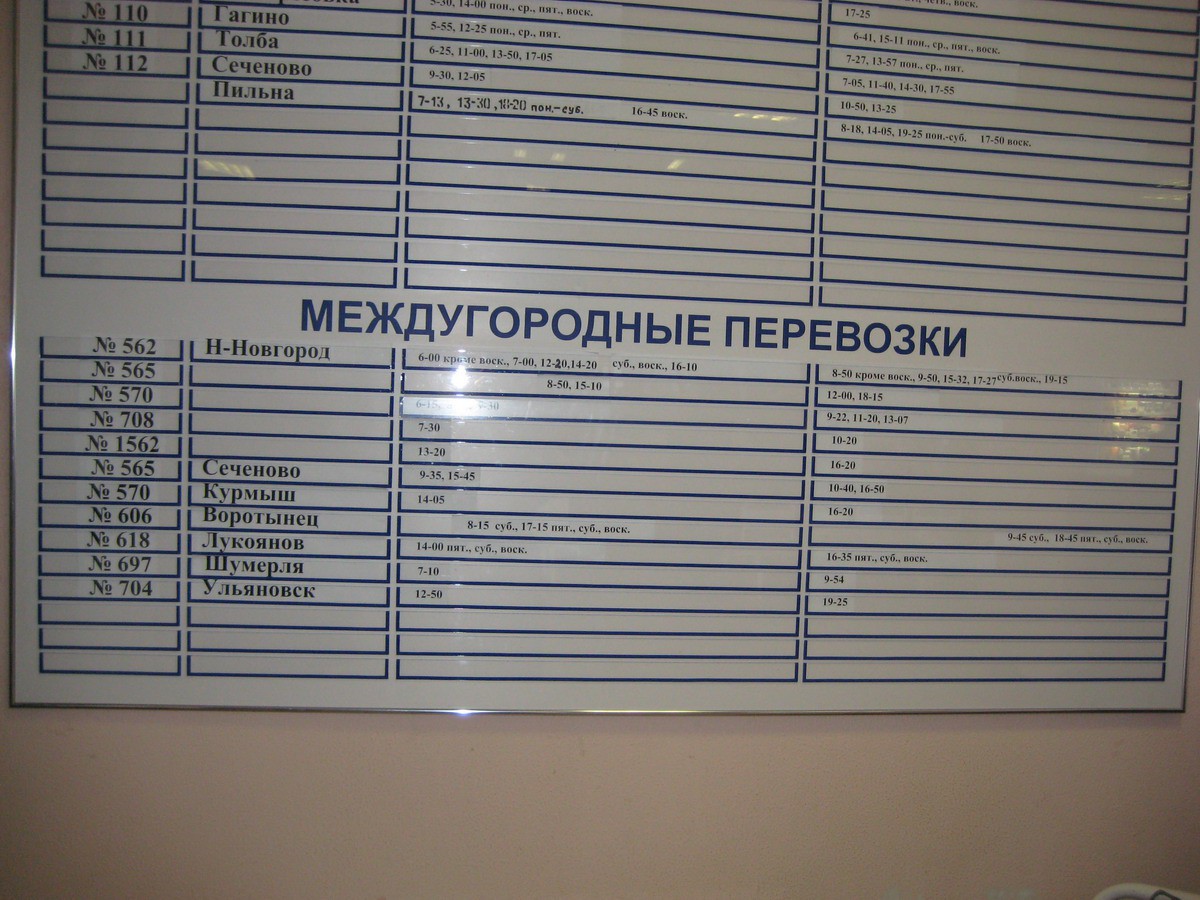 5-30, 14-00 пон., ср., пят., воск.
воск.
№ 110 Гагино 5-55, 12-25 пон., ср., пят. 17-25
№ 111 Толба 6-25, 11-00, 13-50, 17-05 6-41, 15-11 пон., ср., пят., воск.
№ 112 Сеченово 9-30, 12-05 7-27, 13-57 пон., ср., пят.
Пильна 7-13, 13-30, 18-20 пон.-суб. 16-45 воск. 7-05, 11-40, 14-30, 17-55
10-50, 13-25
8-18, 14-05, 19-25 пон.-суб. 17-50 воск.
МЕЖДУГОРОДНЫЕ ПЕРЕВОЗКИ
№ 562 Н-Новгород 6-00 кроме воск., 7-00, 12-20,14-20 суб., воск., 16-10 8-50 кроме воск., 9-50, 15-32, 17-27 суб.воск., 19-15
№ 565 8-50, 15-10 12-00, 18-15
№ 570 9-22, 11-20, 13-07
№ 708 7-30 10-20
№ 1562 13-20 16-20
№ 565 Сеченово 9-35, 15-45 10-40, 16-50
№ 570 Курмыш 14-05 16-20
№ 606 Воротынец 8-15 суб., 17-15 пят., суб., воск. 9-45 суб., 18-45 пят., суб., воск.
№ 618 Лукоянов 14-00 пят., суб., воск. 16-35 пят., суб., воск.
№ 697 Шумерля 7-10 9-54
№ 704 Ульяновск 12-50 19-25